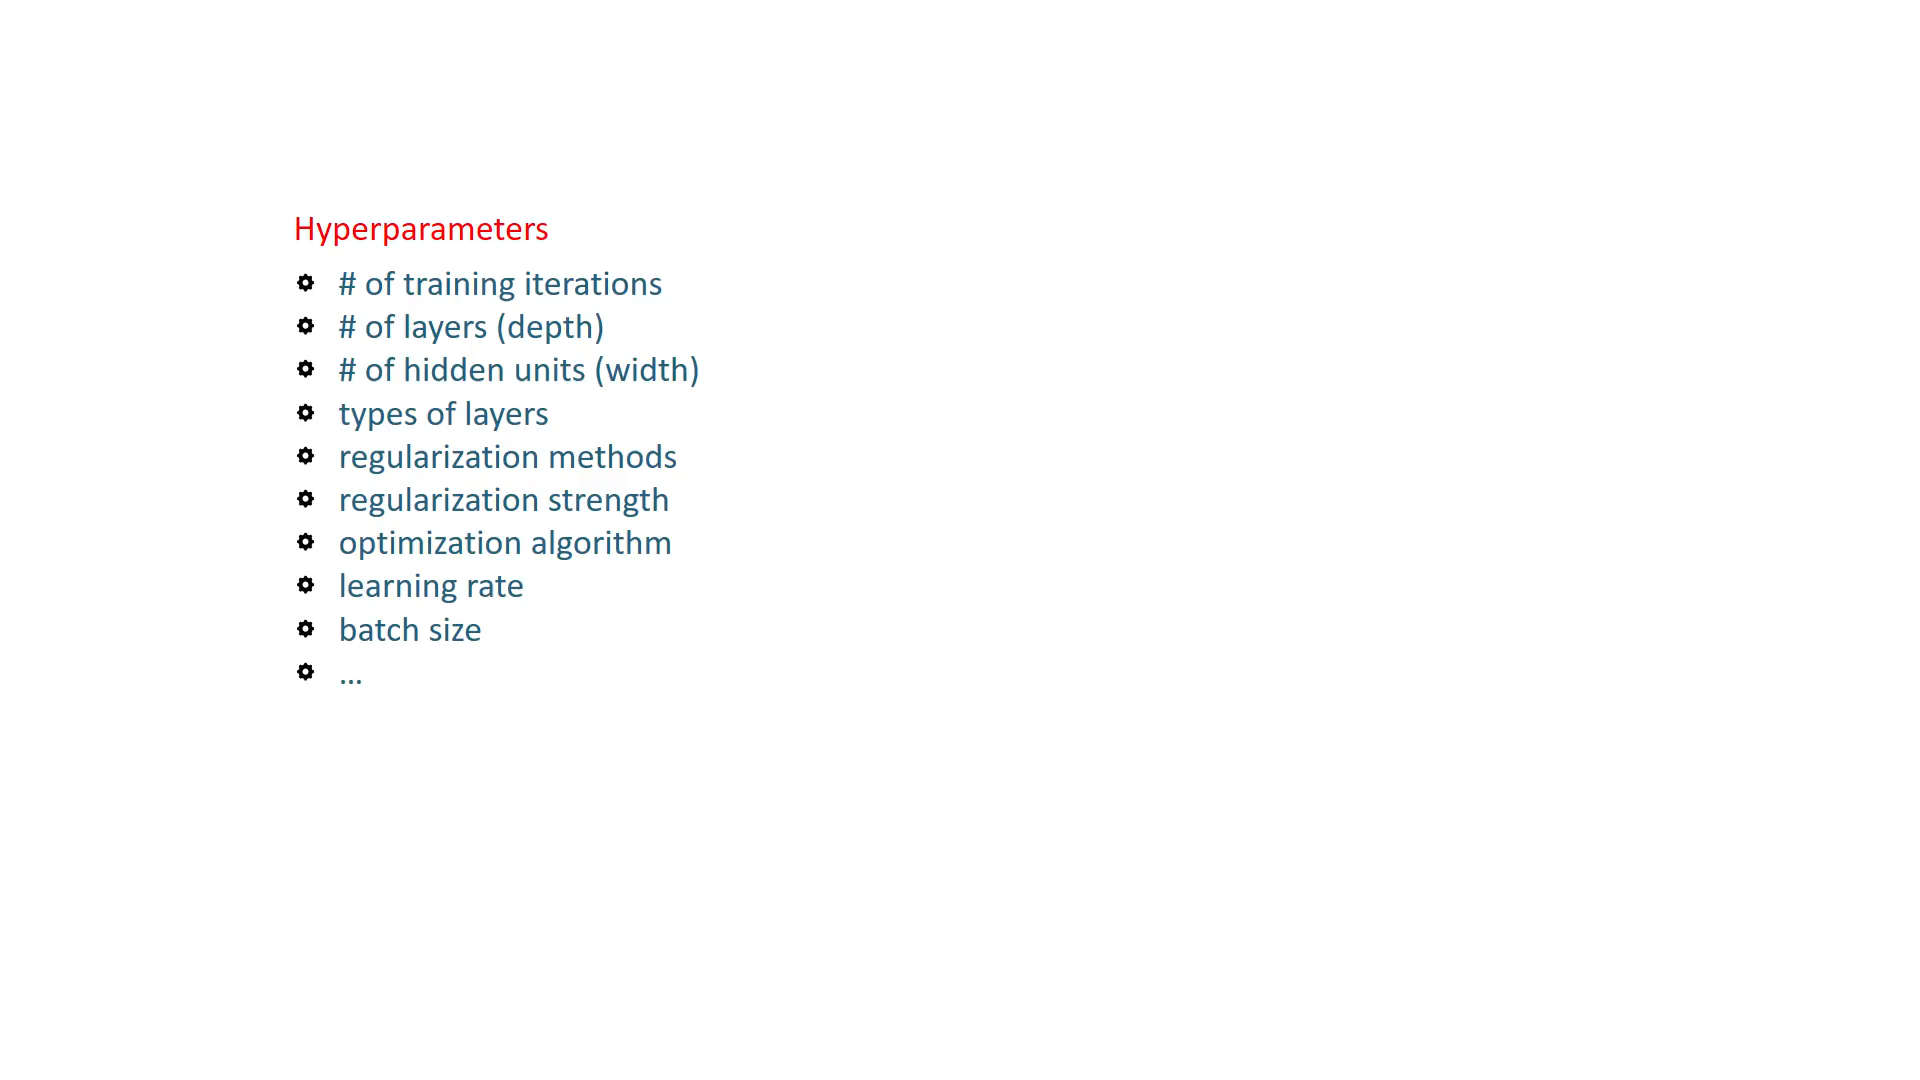 Hyperparameters
# of training iterations
# of layers (depth)
# of hidden units (width)
types of layers
regularization methods
regularization strength
optimization algorithm
learning rate
batch size
...